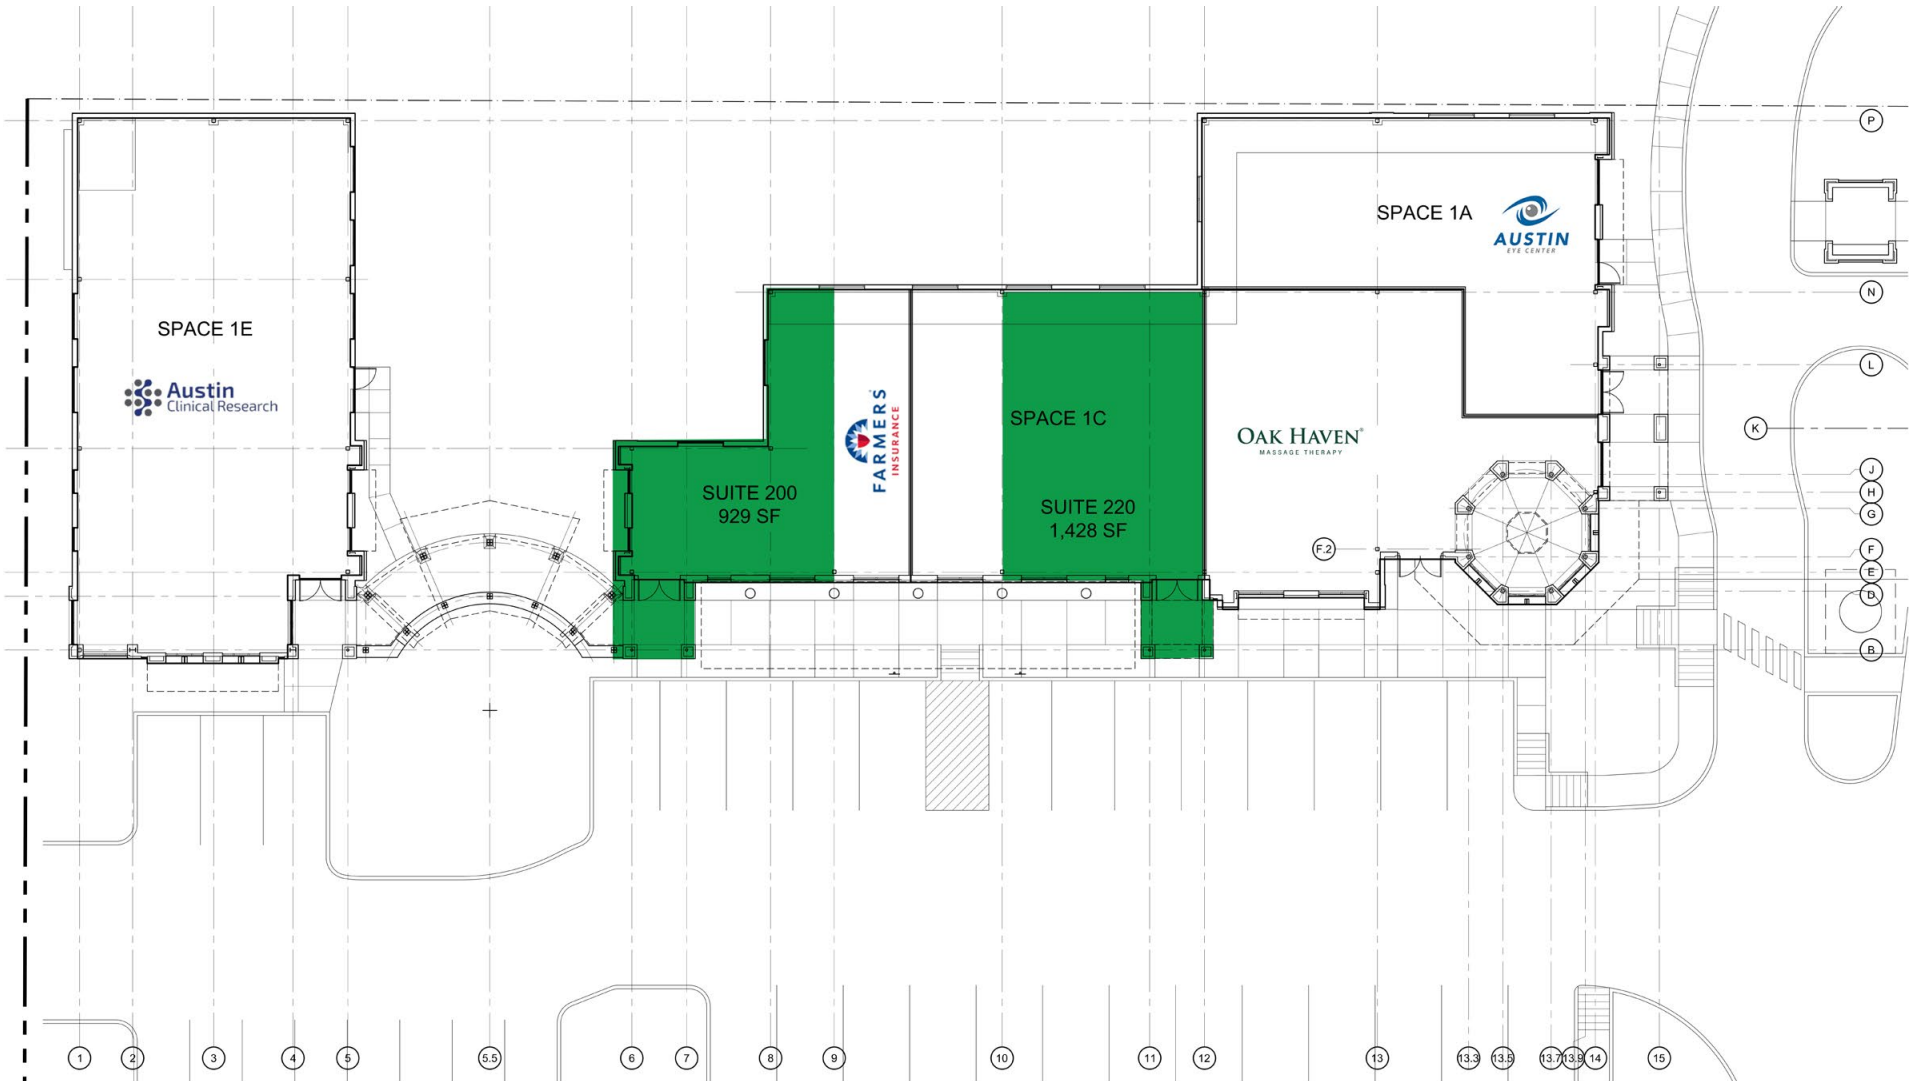 P
SPACE 1A
AUSTIN
EYE CENTER
N
SPACE 1E
Austin
Clinical Research
L
FARMERS
INSURANCE
SPACE 1C
OAK HAVEN®
MASSAGE THERAPY
K
J
H
G
SUITE 200
929 SF
SUITE 220
1,428 SF
F.2
F
E
D
B
1
2
3
4
5
5.5
6
7
8
9
10
11
12
13
13.3
13.5
13.7
13.9
14
15